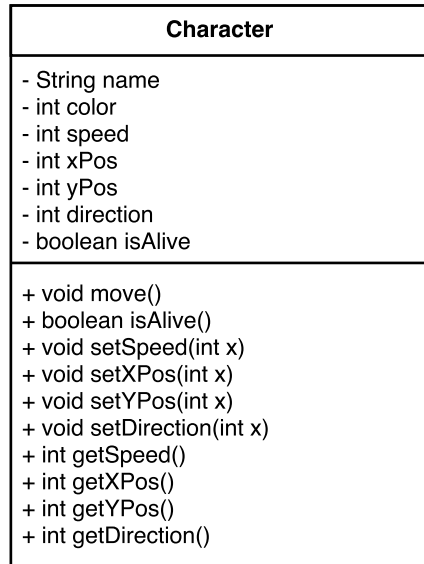 Character
- String name
- int color
- int speed
- int xPos
- int yPos
- int direction
- boolean isAlive
+ void move()
+ boolean isAlive()
+ void setSpeed(int x)
+ void setXPos(int x)
+ void setYPos(int x)
+ void setDirection(int x)
+ int getSpeed()
+ int getXPos()
+ int getYPos()
+ int getDirection()